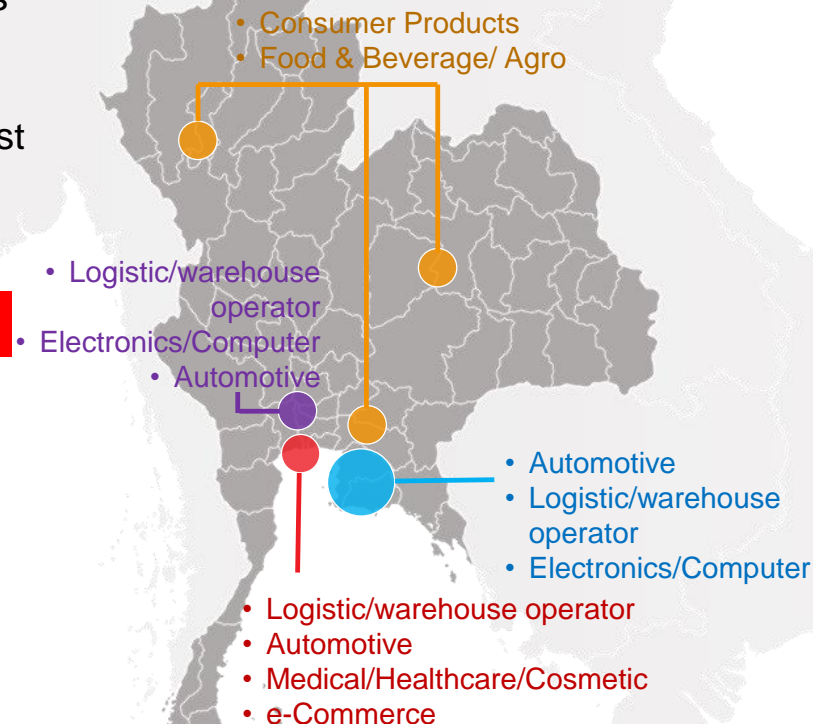 s
• Consumer Products
• Food & Beverage/ Agro
st
• Logistic/warehouse
operator
• Electronics/Computer
• Automotive
• Automotive
• Logistic/warehouse
operator
• Electronics/Computer
• Logistic/warehouse operator
• Automotive
• Medical/Healthcare/Cosmetic
• e-Commerce